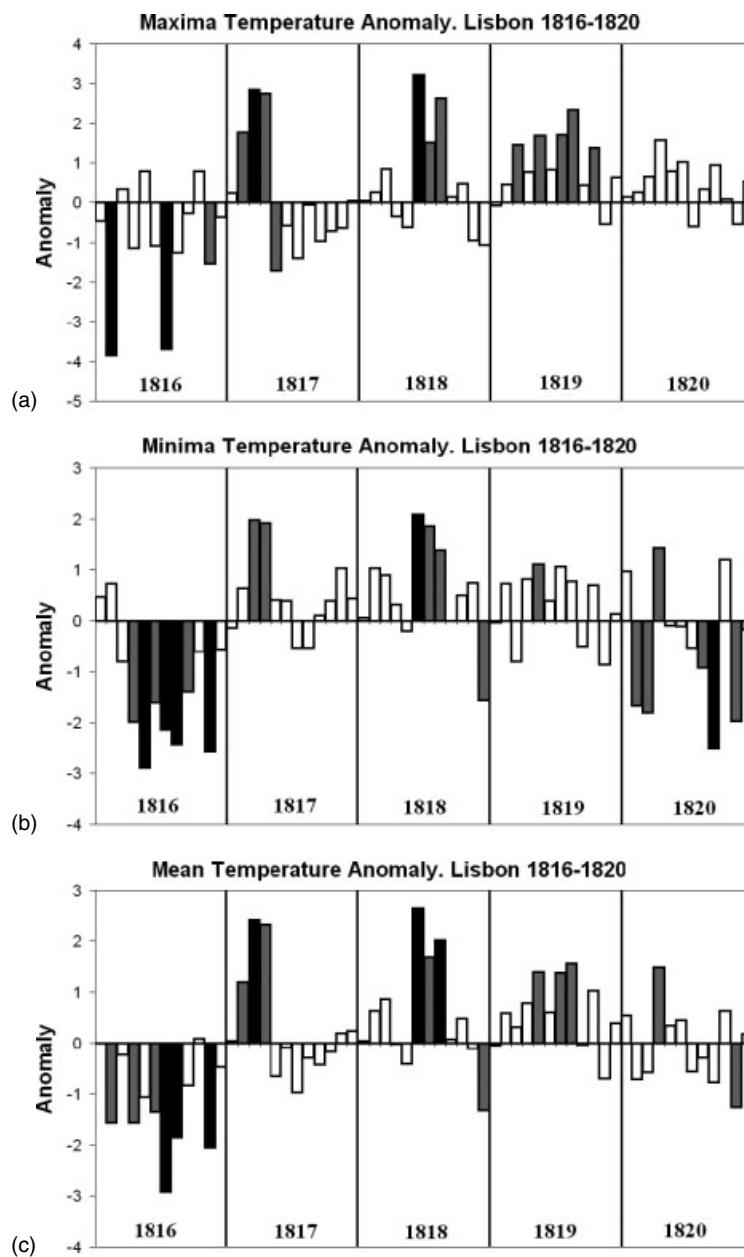 Maxima Temperature Anomaly. Lisbon 1816-1820
4
3
2
1
0
-1
-2
-3
-4
-5
Anomaly
1816 1817 1818 1819 1820
(a)
Minima Temperature Anomaly. Lisbon 1816-1820
3
2
1
0
-1
-2
-3
-4
Anomaly
1816 1817 1818 1819 1820
(b)
Mean Temperature Anomaly. Lisbon 1816-1820
3
2
1
0
-1
-2
-3
-4
Anomaly
1816 1817 1818 1819 1820
(c)